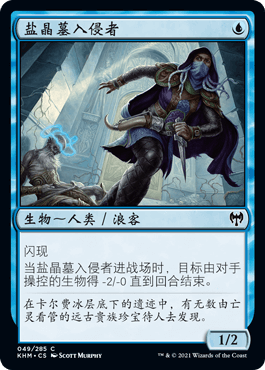 盐晶墓入侵者
生物～人类／浪客
闪现
当盐晶墓入侵者进战场时，目标由对手
操控的生物得 -2/-0 直到回合结束。
在卡尔费冰层底下的遗迹中，有无数由亡
灵看管的远古贵族珍宝待人去发现。
1/2
049/285 C
KHM • CS SCOTT MURPHY
™ & © 2021 Wizards of the Coast